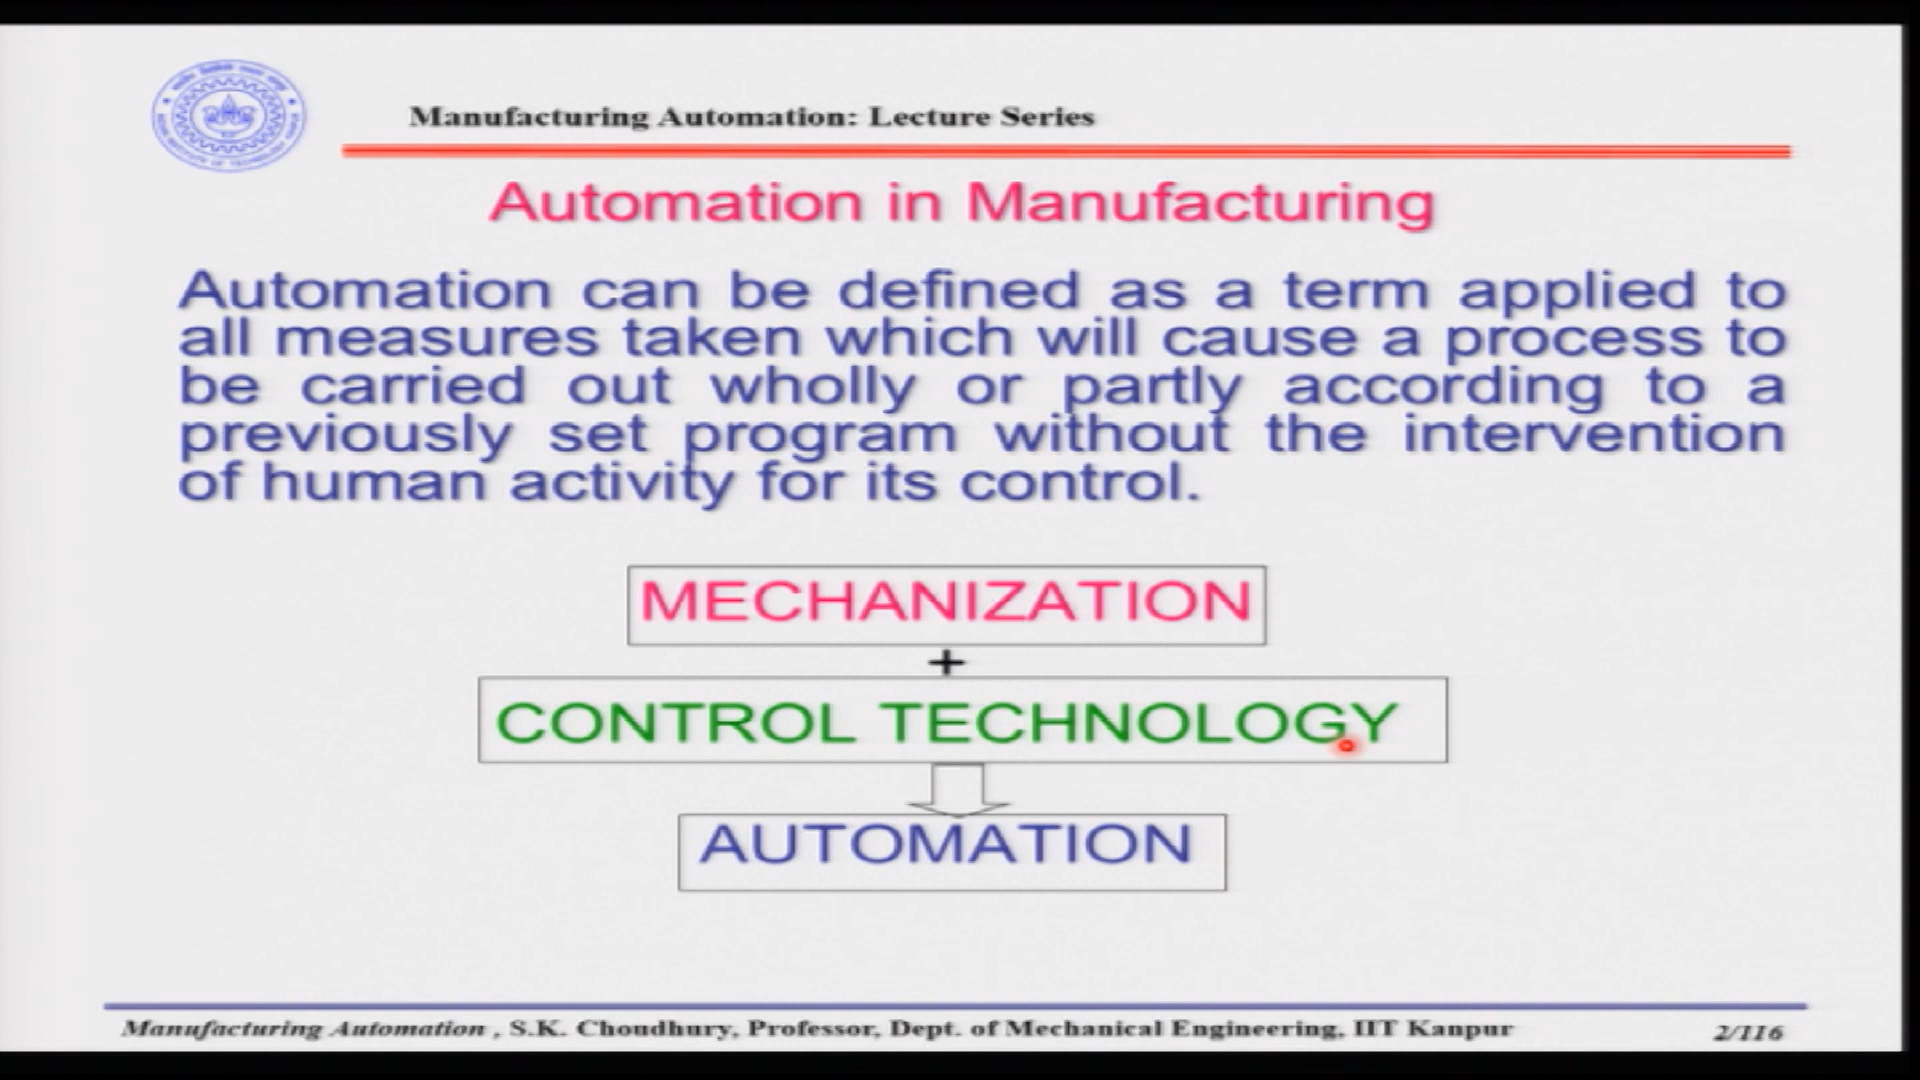 Manufacturing Automation: Lecture Series
Automation in Manufacturing
Automation can be defined as a term applied to
all measures taken which will cause a process to
be carried out wholly or partly according to a
previously set program without the intervention
of human activity for its control.
MECHANIZATION
+
CONTROL TECHNOLOGY
AUTOMATION
Manufacturing Automation , S.K. Choudhury, Professor, Dept. of Mechanical Engineering, IIT Kanpur
2/116